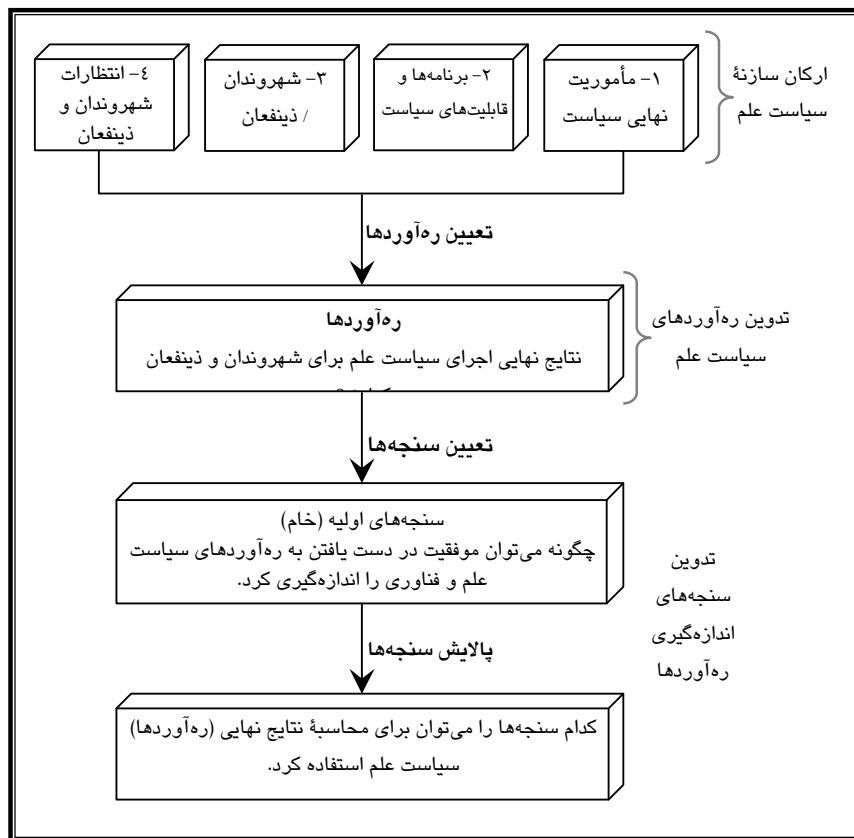 ۱- مأموریت
نهایی سیاست
۲- برنامه‌ها و
قابلیت‌های سیاست
۳- شهروندان
/ ذینفعان
٤- انتظارات
شهروندان و
ذینفعان
ارکان سازنهٔ
سیاست علم
تعیین ره‌آوردها
ره‌آوردها
نتایج نهایی اجرای سیاست علم برای شهروندان و ذینفعان
تدوین ره‌آوردهای
سیاست علم
تعیین سنجه‌ها
سنجه‌های اولیه (خام)
چگونه می‌توان موفقیت در دست یافتن به ره‌آوردهای سیاست
علم و فناوری را اندازه‌گیری کرد.
تدوین
سنجه‌های
اندازه‌گیری
ره‌آوردها
پالایش سنجه‌ها
کدام سنجه‌ها را می‌توان برای محاسبهٔ نتایج نهایی (ره‌آوردها)
سیاست علم استفاده کرد.